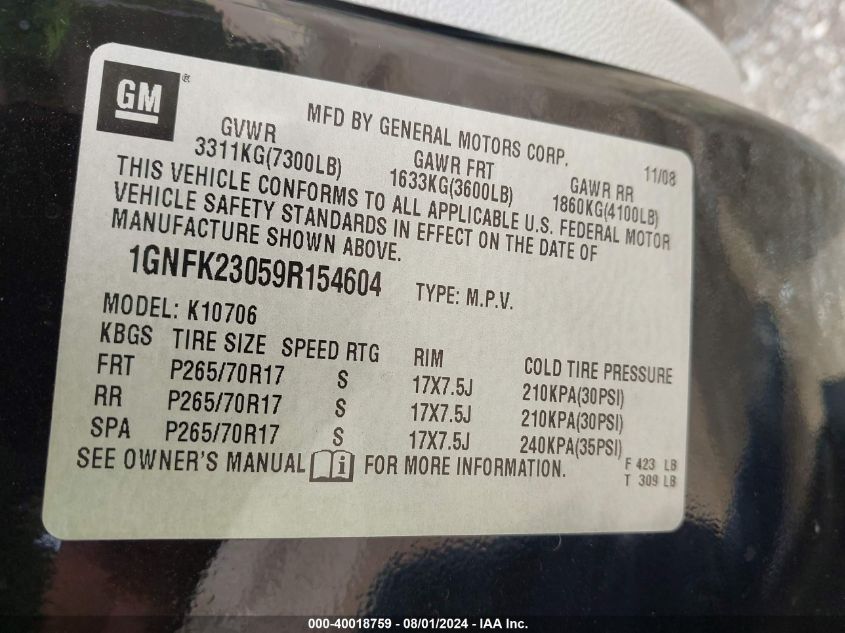 GM ®
MFD BY GENERAL MOTORS CORP. 11/08
GVWR GAWR FRT GAWR RR
3311KG(7300LB) 1633KG(3600LB) 1860KG(4100LB)
THIS VEHICLE CONFORMS TO ALL APPLICABLE U.S. FEDERAL MOTOR
VEHICLE SAFETY STANDARDS IN EFFECT ON THE DATE OF
MANUFACTURE SHOWN ABOVE.
1GNFK23059R154604 TYPE: M.P.V.
MODEL: K10706
KBGS TIRE SIZE SPEED RTG RIM COLD TIRE PRESSURE
FRT P265/70R17 S 17X7.5J 210KPA(30PSI)
RR P265/70R17 S 17X7.5J 210KPA(30PSI)
SPA P265/70R17 S 17X7.5J 240KPA(35PSI)
SEE OWNER'S MANUAL i FOR MORE INFORMATION. F 423 LB
T 309 LB
000-40018759 — 08/01/2024 — IAA Inc.